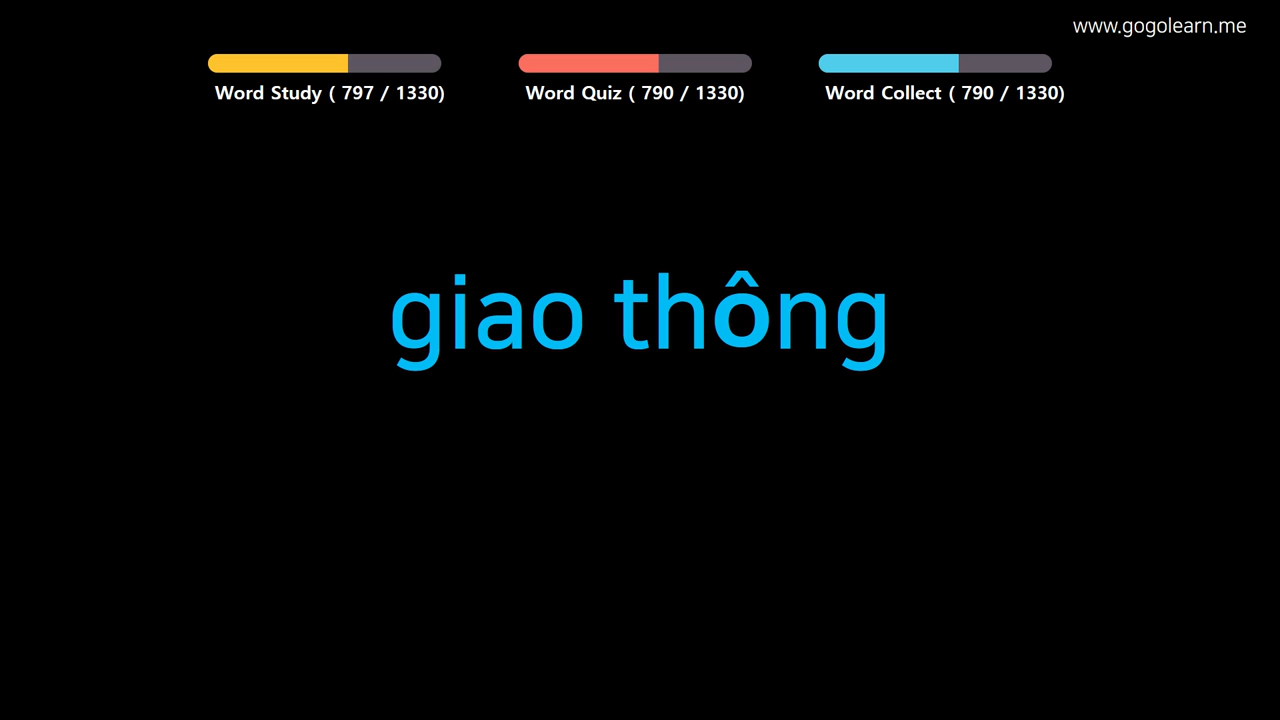 www.gogolearn.me
Word Study ( 797 / 1330)
Word Quiz ( 790 / 1330)
Word Collect ( 790 / 1330)
giao thông